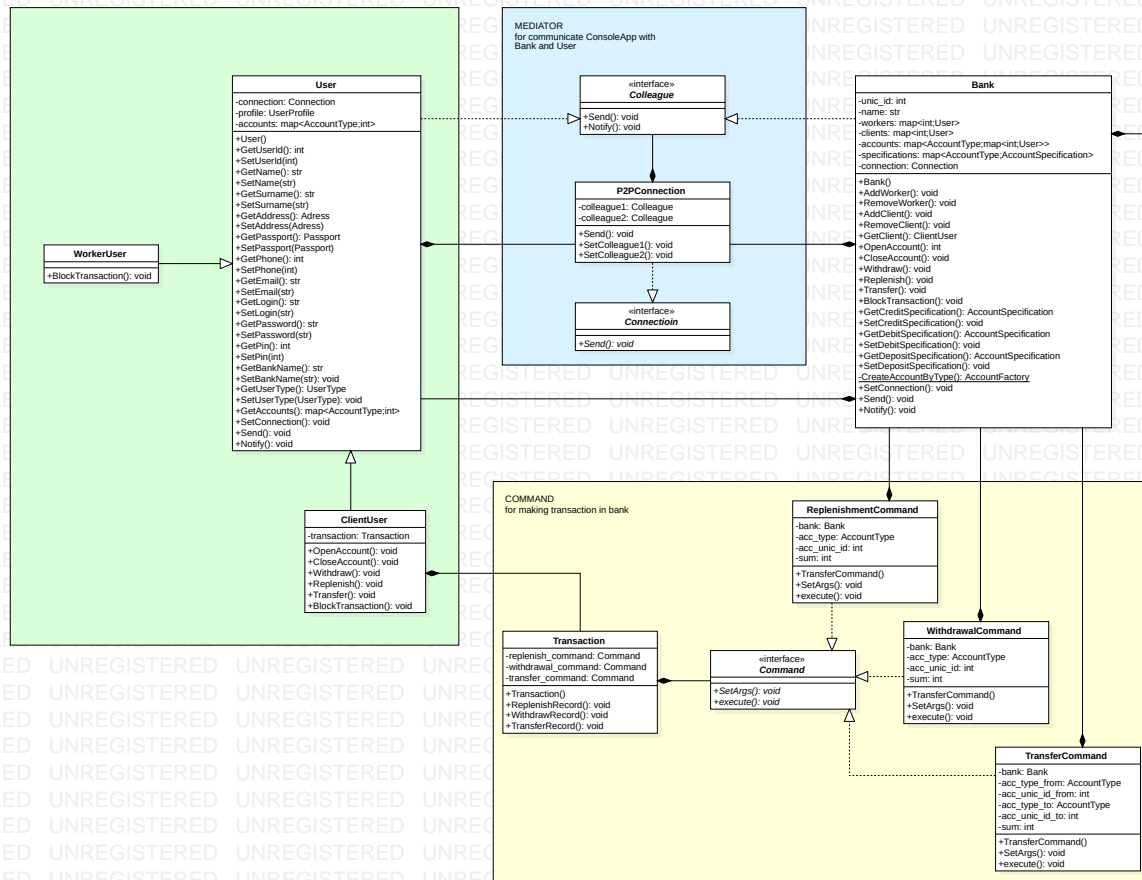 MEDIATOR
for communicate ConsoleApp with
Bank and User
User
-connection: Connection
-profile: UserProfile
-accounts: map<AccountType;int>
+User()
+GetUserId(): int
+SetUserId(int)
+GetName(): str
+SetName(str)
+GetSurname(): str
+SetSurname(str)
+GetAddress(): Adress
+SetAddress(Adress)
+GetPassport(): Passport
+SetPassport(Passport)
+GetPhone(): int
+SetPhone(int)
+GetEmail(): str
+SetEmail(str)
+GetLogin(): str
+SetLogin(str)
+GetPassword(): str
+SetPassword(str)
+GetPin(): int
+SetPin(int)
+GetBankName(): str
+SetBankName(str): void
+GetUserType(): UserType
+SetUserType(UserType): void
+GetAccounts(): map<AccountType;int>
+SetConnection(): void
+Send(): void
+Notify(): void
WorkerUser
+BlockTransaction(): void
ClientUser
-transaction: Transaction
+OpenAccount(): void
+CloseAccount(): void
+Withdraw(): void
+Replenish(): void
+Transfer(): void
+BlockTransaction(): void
«interface»
Colleague
+Send(): void
+Notify(): void
P2PConnection
-colleague1: Colleague
-colleague2: Colleague
+Send(): void
+SetColleague1(): void
+SetColleague2(): void
«interface»
Connectioin
+Send(): void
Bank
-unic_id: int
-name: str
-workers: map<int;User>
-clients: map<int;User>
-accounts: map<AccountType;map<int;User>>
-specifications: map<AccountType;AccountSpecification>
-connection: Connection
+Bank()
+AddWorker(): void
+RemoveWorker(): void
+AddClient(): void
+RemoveClient(): void
+GetClient(): ClientUser
+OpenAccount(): int
+CloseAccount(): void
+Withdraw(): void
+Replenish(): void
+Transfer(): void
+BlockTransaction(): void
+GetCreditSpecification(): AccountSpecification
+SetCreditSpecification(): void
+GetDebitSpecification(): AccountSpecification
+SetDebitSpecification(): void
+GetDepositSpecification(): AccountSpecification
+SetDepositSpecification(): void
-CreateAccountByType(): AccountFactory
+SetConnection(): void
+Send(): void
+Notify(): void
COMMAND
for making transaction in bank
ReplenishmentCommand
-bank: Bank
-acc_type: AccountType
-acc_unic_id: int
-sum: int
+TransferCommand()
+SetArgs(): void
+execute(): void
WithdrawalCommand
-bank: Bank
-acc_type: AccountType
-acc_unic_id: int
-sum: int
+TransferCommand()
+SetArgs(): void
+execute(): void
Transaction
-replenish_command: Command
-withdrawal_command: Command
-transfer_command: Command
+Transaction()
+ReplenishRecord(): void
+WithdrawRecord(): void
+TransferRecord(): void
«interface»
Command
+SetArgs(): void
+execute(): void
TransferCommand
-bank: Bank
-acc_type_from: AccountType
-acc_unic_id_from: int
-acc_type_to: AccountType
-acc_unic_id_to: int
-sum: int
+TransferCommand()
+SetArgs(): void
+execute(): void
UNREGISTERED